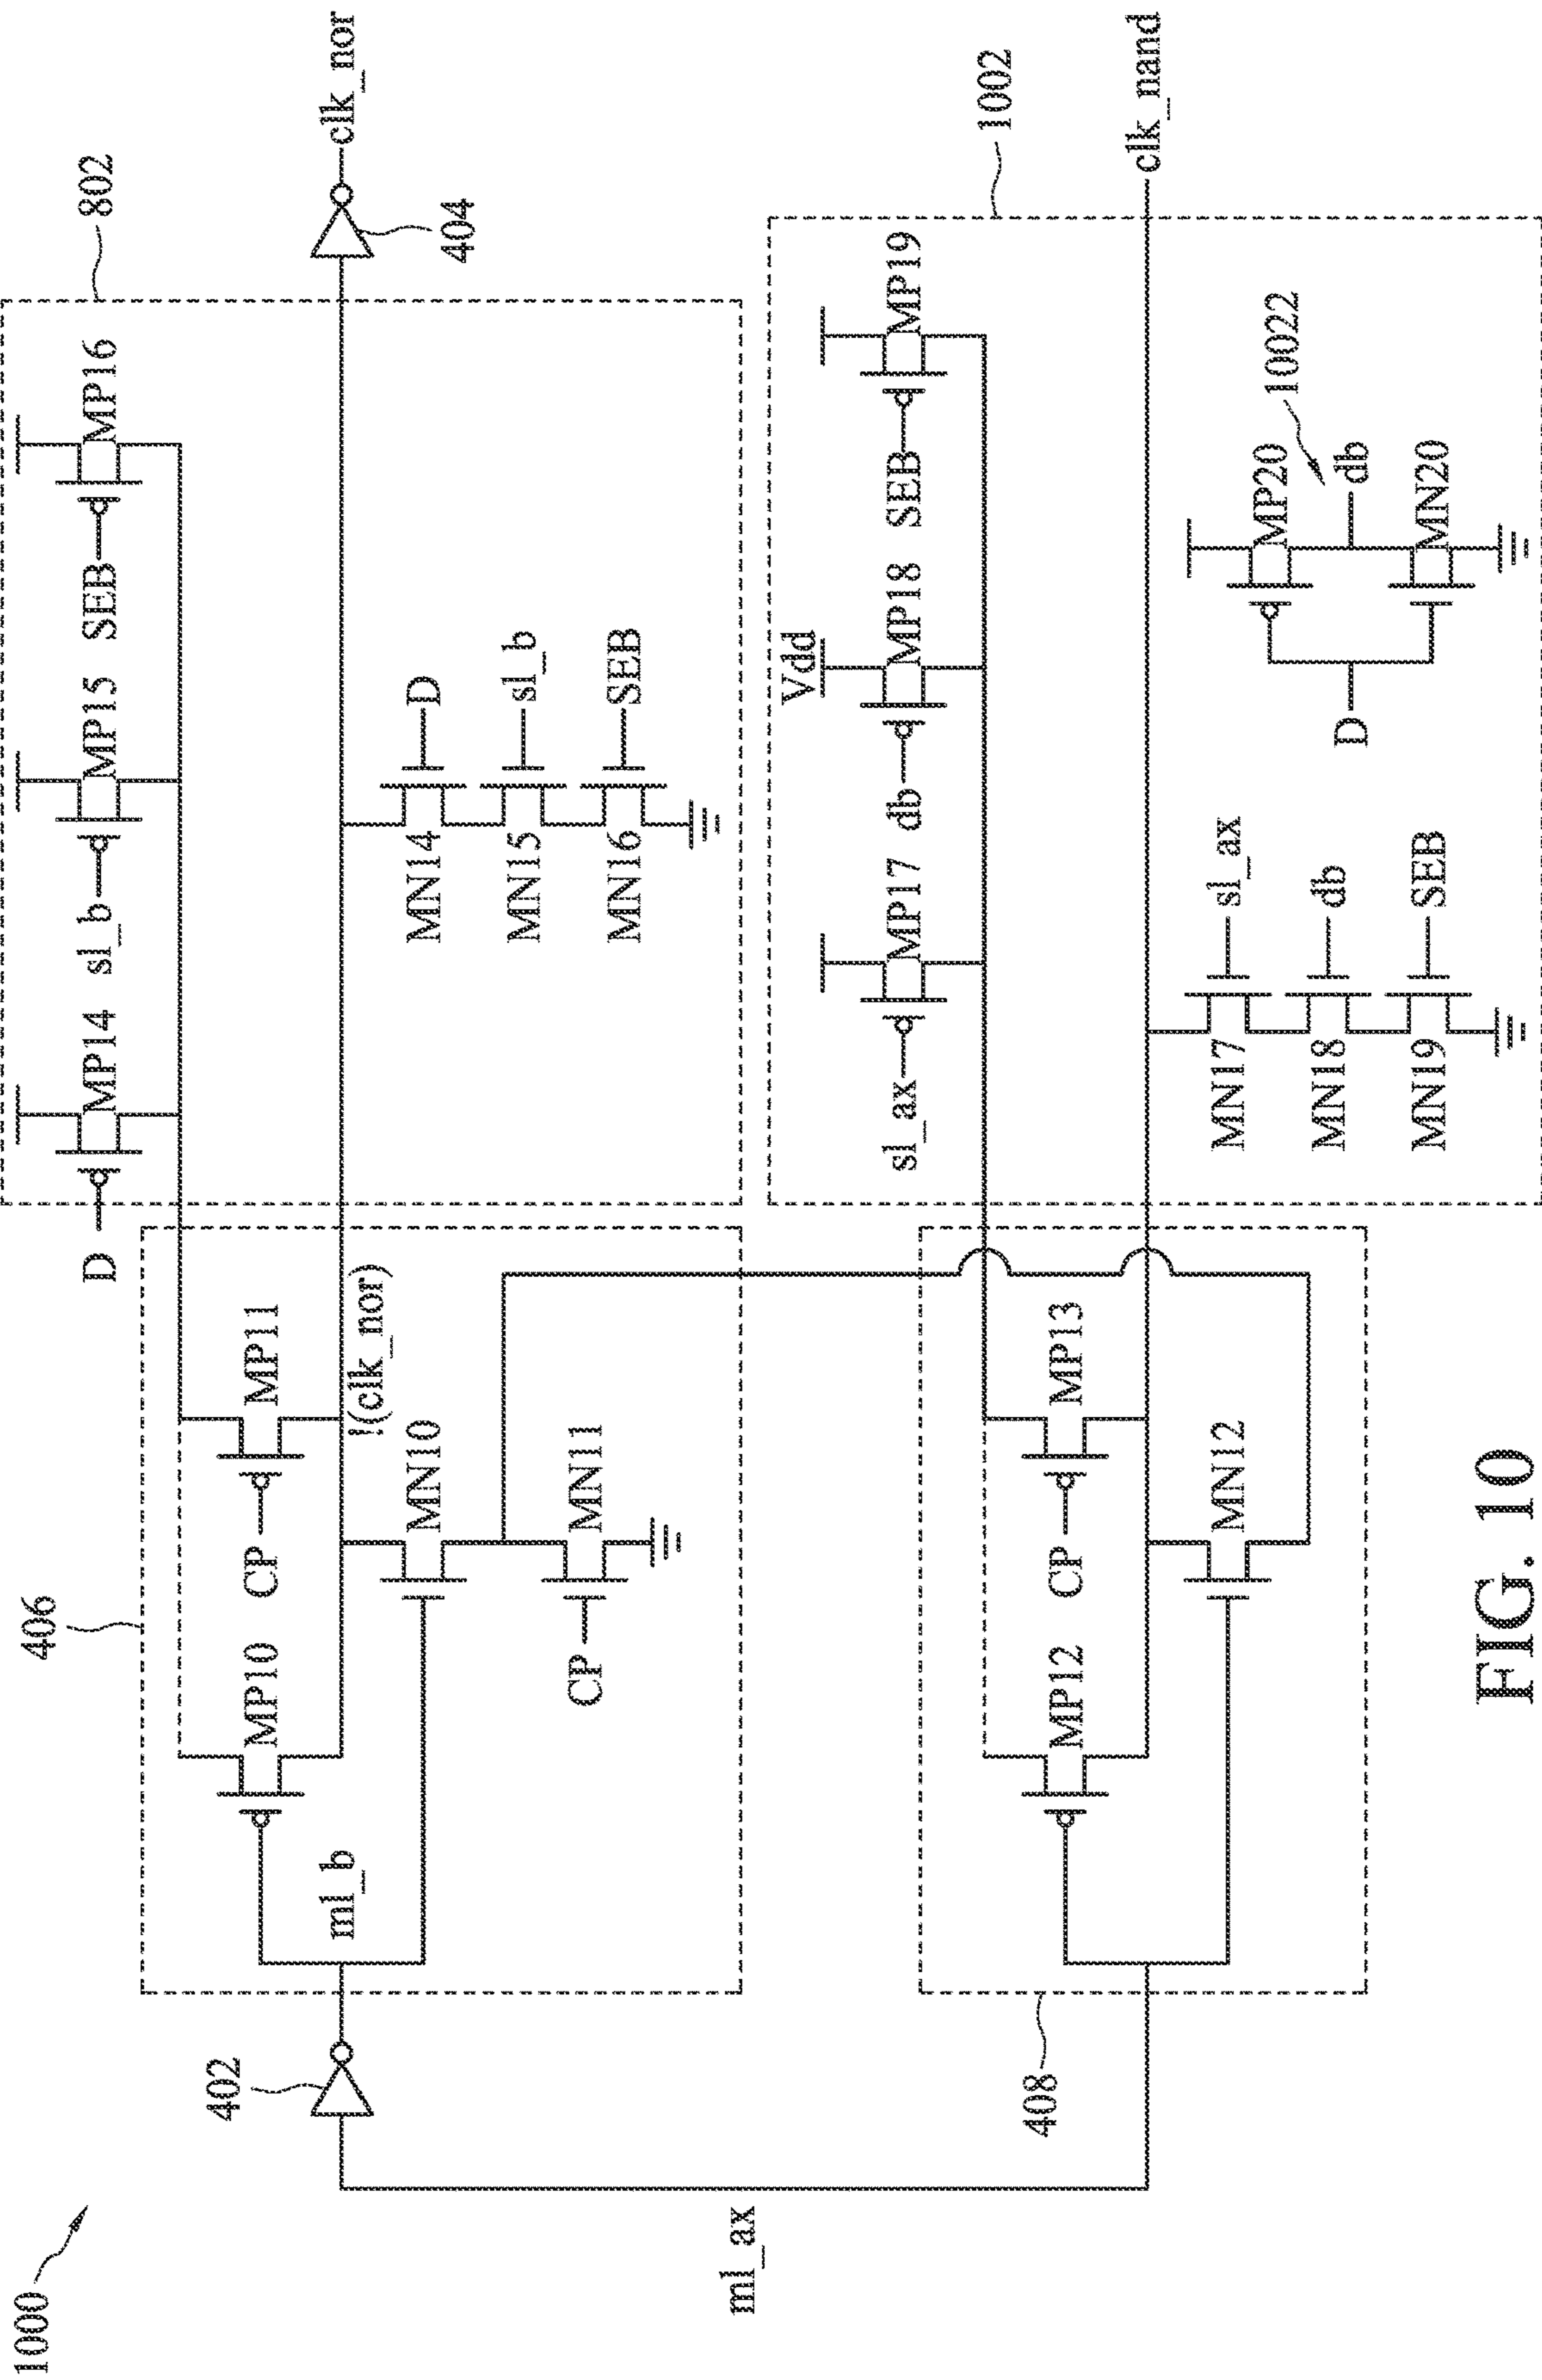 1000
402
406
802
MP14
MP15
MP16
D
sl_b
SEB
MP10
MP11
CP
ml_b
!(clk_nor)
404
clk_nor
MN10
MN11
CP
MN14
D
MN15
sl_b
MN16
SEB
ml_ax
1002
Vdd
MP17
MP18
MP19
sl_ax
db
SEB
408
MP12
MP13
CP
clk_nand
MN12
MN17
sl_ax
MN18
db
MN19
SEB
10022
MP20
D
db
MN20
FIG. 10